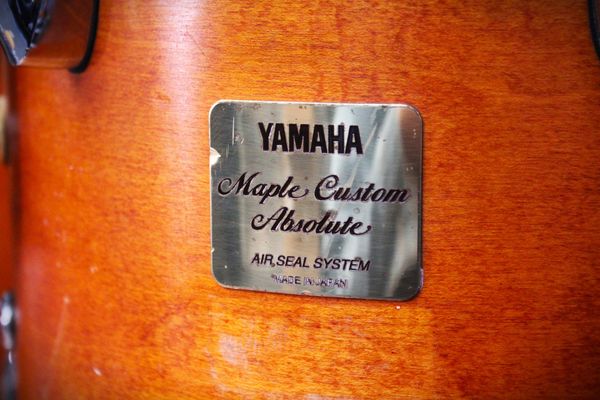 YAMAHA
Maple Custom
Absolute
AIR SEAL SYSTEM
MADE IN JAPAN